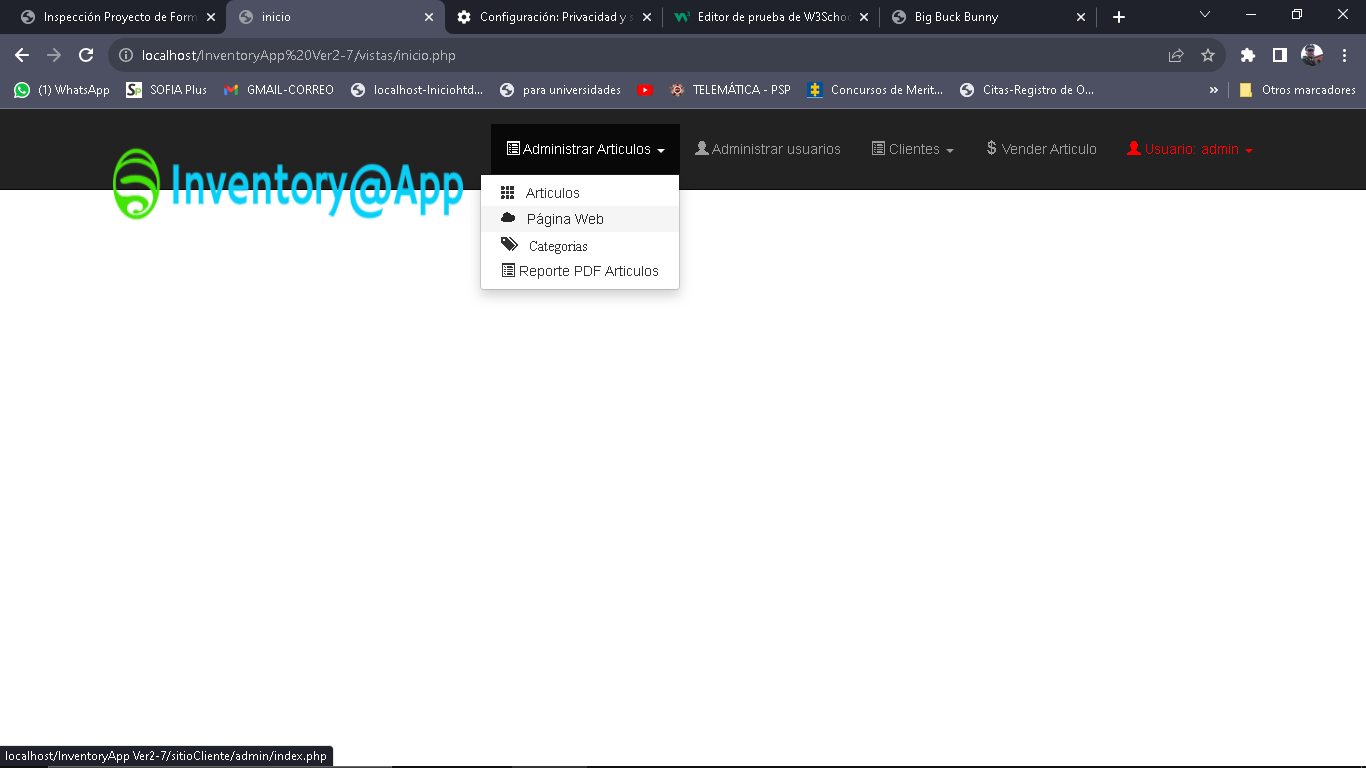 Inspección Proyecto de Form
inicio
Configuración: Privacidad y s
Editor de prueba de W3Schoo
Big Buck Bunny
localhost/InventoryApp%20Ver2-7/vistas/inicio.php
(1) WhatsApp
SOFIA Plus
GMAIL-CORREO
localhost-Iniciohtd...
para universidades
TELEMÁTICA - PSP
Concursos de Merit...
Citas-Registro de O...
»
Otros marcadores
Inventory@App
Administrar Articulos
Administrar usuarios
Clientes
$ Vender Articulo
Usuario: admin
Articulos
Página Web
Categorias
Reporte PDF Articulos
localhost/InventoryApp Ver2-7/sitioCliente/admin/index.php